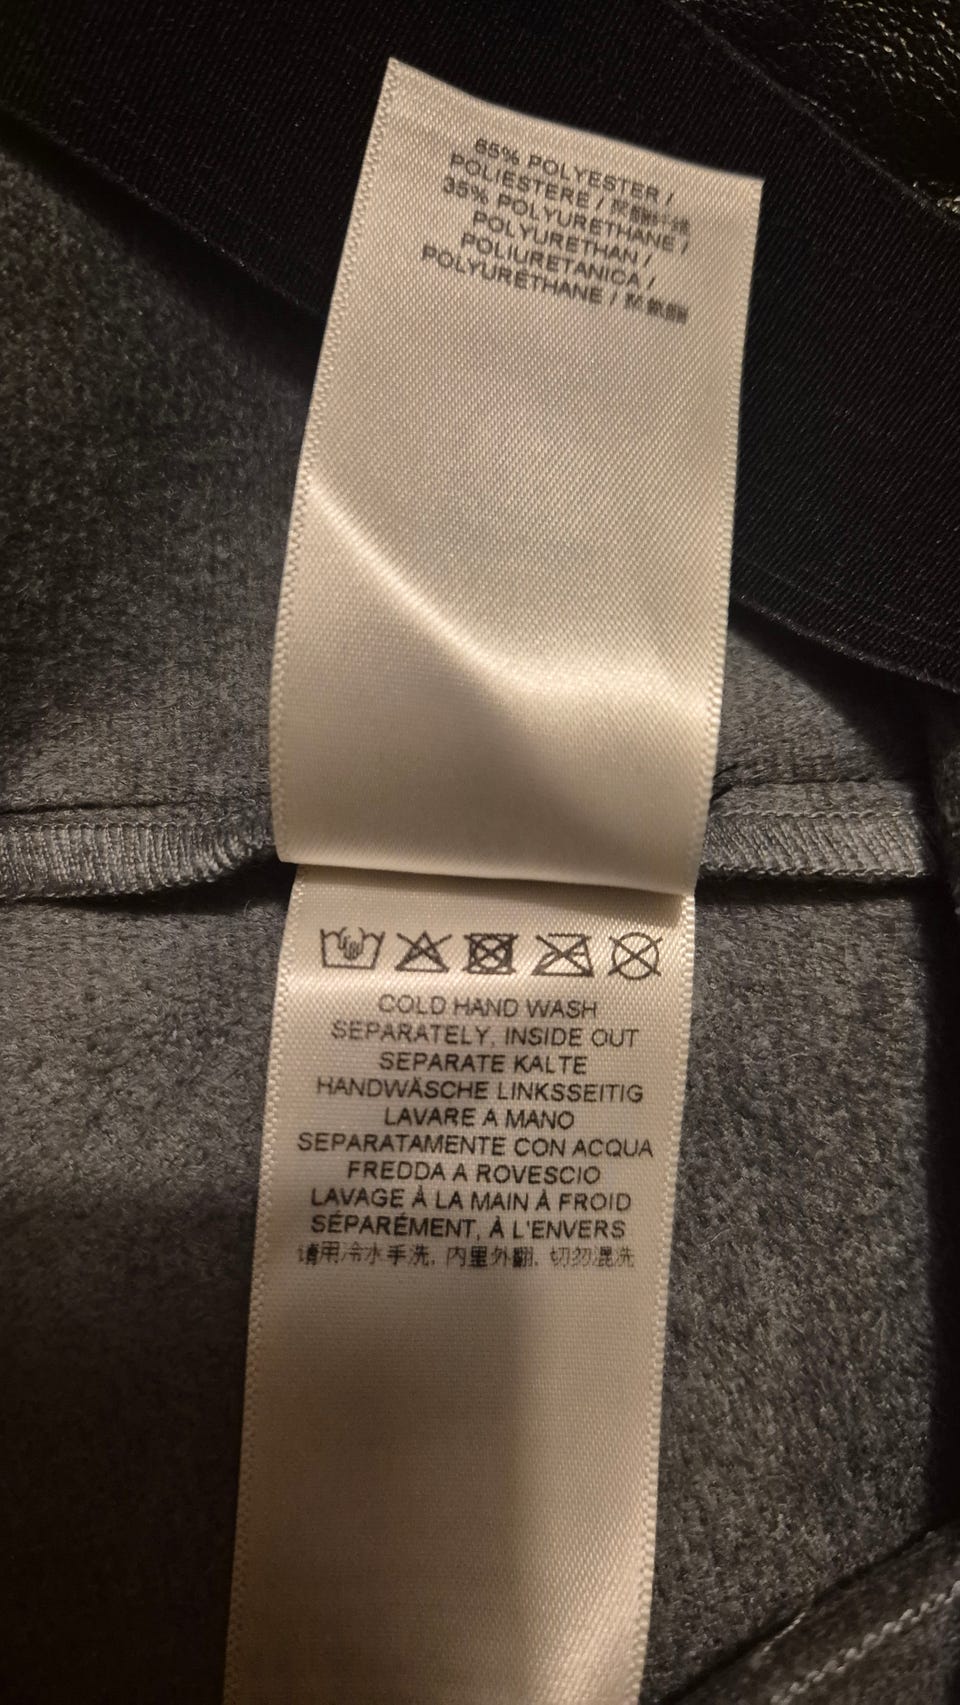 65% POLYESTER /
POLIESTERE /
35% POLYURETHANE /
POLYURETHAN /
POLIURETANICA /
POLYURÉTHANE /
COLD HAND WASH
SEPARATELY, INSIDE OUT
SEPARATE KALTE
HANDWÄSCHE LINKSSEITIG
LAVARE A MANO
SEPARATAMENTE CON ACQUA
FREDDA A ROVESCIO
LAVAGE À LA MAIN À FROID
SÉPARÉMENT, À L'ENVERS
请用冷水手洗, 内里外翻, 切勿混洗